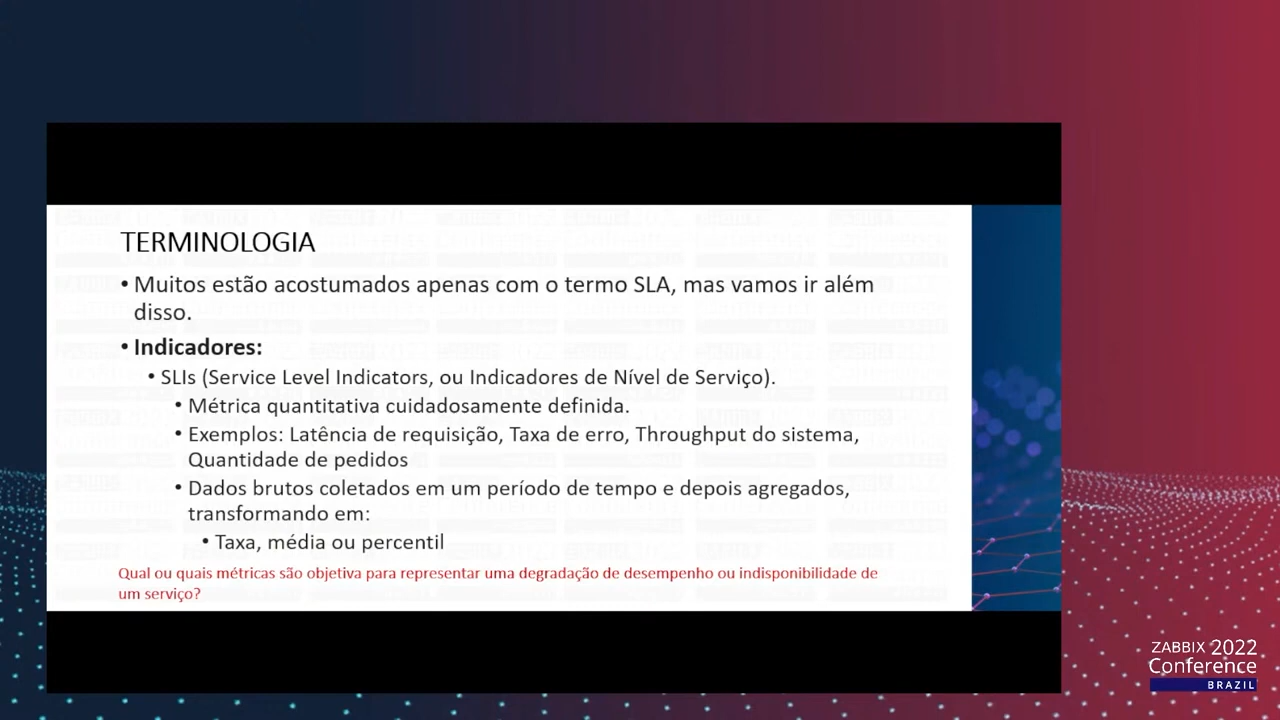 TERMINOLOGIA
• Muitos estão acostumados apenas com o termo SLA, mas vamos ir além
disso.
• Indicadores:
• SLIs (Service Level Indicators, ou Indicadores de Nível de Serviço).
• Métrica quantitativa cuidadosamente definida.
• Exemplos: Latência de requisição, Taxa de erro, Throughput do sistema,
Quantidade de pedidos
• Dados brutos coletados em um período de tempo e depois agregados,
transformando em:
• Taxa, média ou percentil
Qual ou quais métricas são objetiva para representar uma degradação de desempenho ou indisponibilidade de
um serviço?
ZABBIX 2022
Conference
BRAZIL